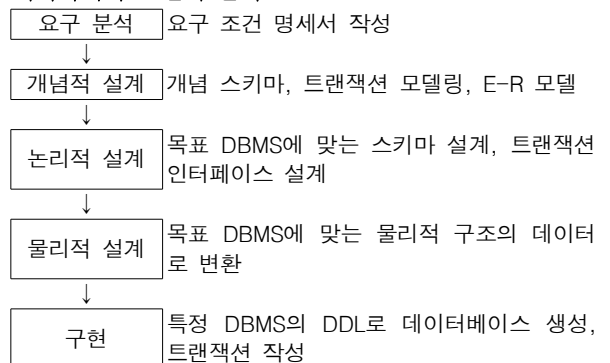 요구 분석 요구 조건 명세서 작성
↓
개념적 설계 개념 스키마, 트랜잭션 모델링, E-R 모델
↓
논리적 설계 목표 DBMS에 맞는 스키마 설계, 트랜잭션
인터페이스 설계
↓
물리적 설계 목표 DBMS에 맞는 물리적 구조의 데이터
로 변환
↓
구현 특정 DBMS의 DDL로 데이터베이스 생성,
트랜잭션 작성